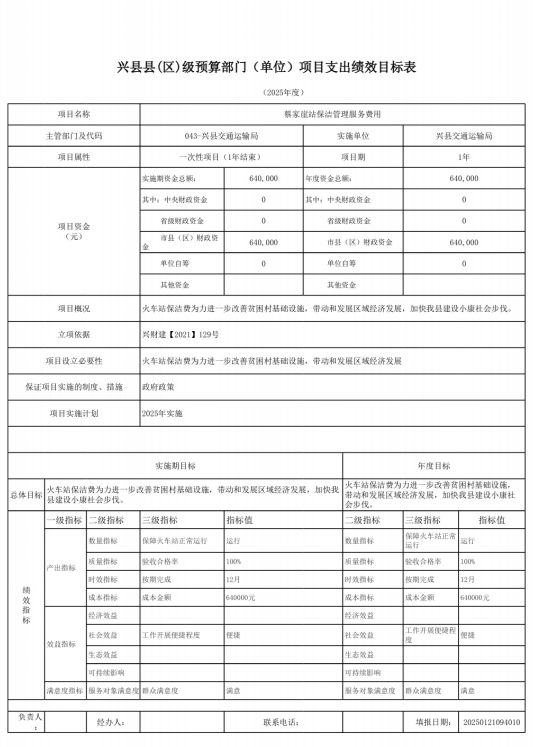 兴县县(区)级预算部门（单位）项目支出绩效目标表
（2025年度）
项目名称 蔡家崖站保洁管理服务费用
主管部门及代码 043-兴县交通运输局 实施单位 兴县交通运输局
项目属性 一次性项目（1年结束） 项目期 1年
项目资金
（元）
实施期资金总额: 640,000 年度资金总额: 640,000
其中: 中央财政资金 0 其中: 中央财政资金 0
省级财政资金 0 省级财政资金 0
市县（区）财政资
金
640,000 市县（区）财政资金 640,000
单位自筹 0 单位自筹 0
其他资金 其他资金
项目概况 火车站保洁费为力进一步改善贫困村基础设施，带动和发展区域经济发展，加快我县建设小康社会步伐。
立项依据 兴财建【2021】129号
项目设立必要性 火车站保洁费为力进一步改善贫困村基础设施，带动和发展区域经济发展
保证项目实施的制度、措施 政府政策
项目实施计划 2025年实施
实施期目标 年度目标
总体目标
火车站保洁费为力进一步改善贫困村基础设施，带动和发展区域经济发展，加快我
县建设小康社会步伐。
火车站保洁费为力进一步改善贫困村基础设施，
带动和发展区域经济发展，加快我县建设小康社
会步伐。
绩
效
指
标
一级指标 二级指标 三级指标 指标值 二级指标 三级指标 指标值
产出指标
数量指标 保障火车站正常运行 运行 数量指标 保障火车站正常
运行
运行
质量指标 验收合格率 100% 质量指标 验收合格率 100%
时效指标 按期完成 12月 时效指标 按期完成 12月
成本指标 成本金额 640000元 成本指标 成本金额 640000元
效益指标
经济效益 经济效益
社会效益 工作开展便捷程度 便捷 社会效益 工作开展便捷程
度
便捷
生态效益 生态效益
可持续影响 可持续影响
满意度指标 服务对象满意度 群众满意度 满意 服务对象满意度 群众满意度 满意
负责人
：
经办人: 联系电话: 填报日期: 20250121094010